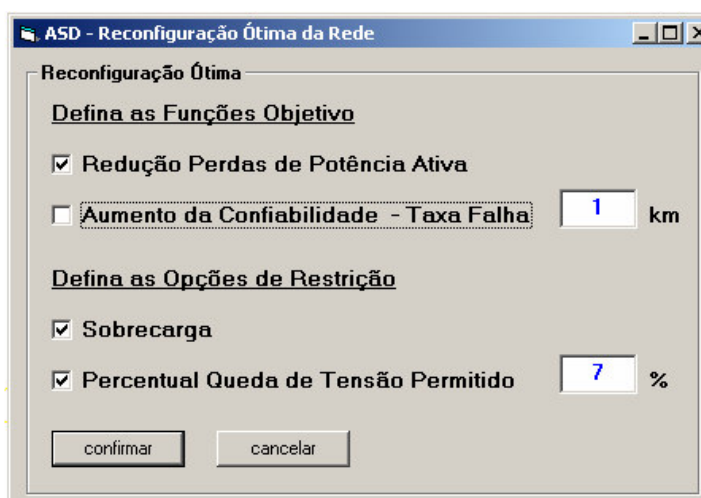 ASD - Reconfiguração Ótima da Rede
Reconfiguração Ótima
Defina as Funções Objetivo
Redução Perdas de Potência Ativa
Aumento da Confiabilidade - Taxa Falha 1 km
Defina as Opções de Restrição
Sobrecarga
Percentual Queda de Tensão Permitido 7 %
confirmar cancelar